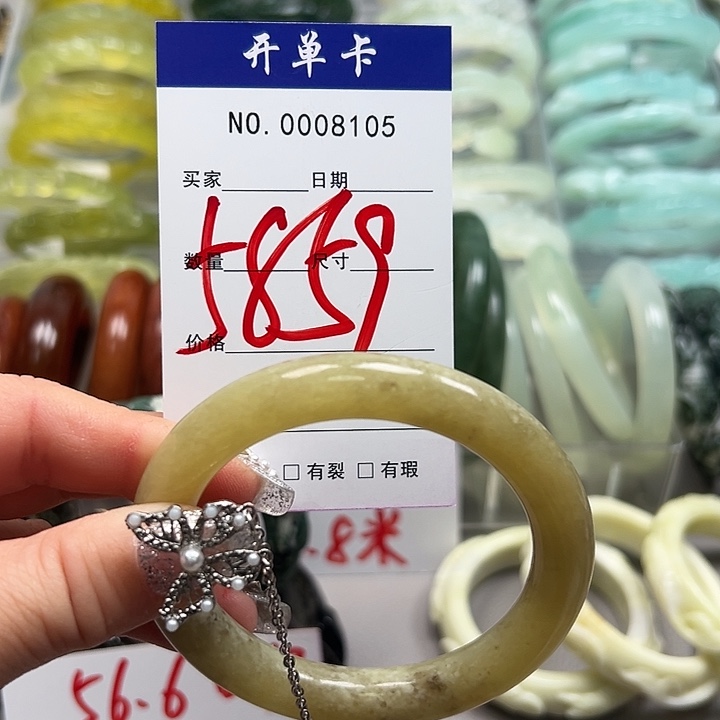 开单卡
NO. 0008105
买家 日期
5859
数量 尺寸
价格
□ 有裂 □ 有瑕
.8米
56.6